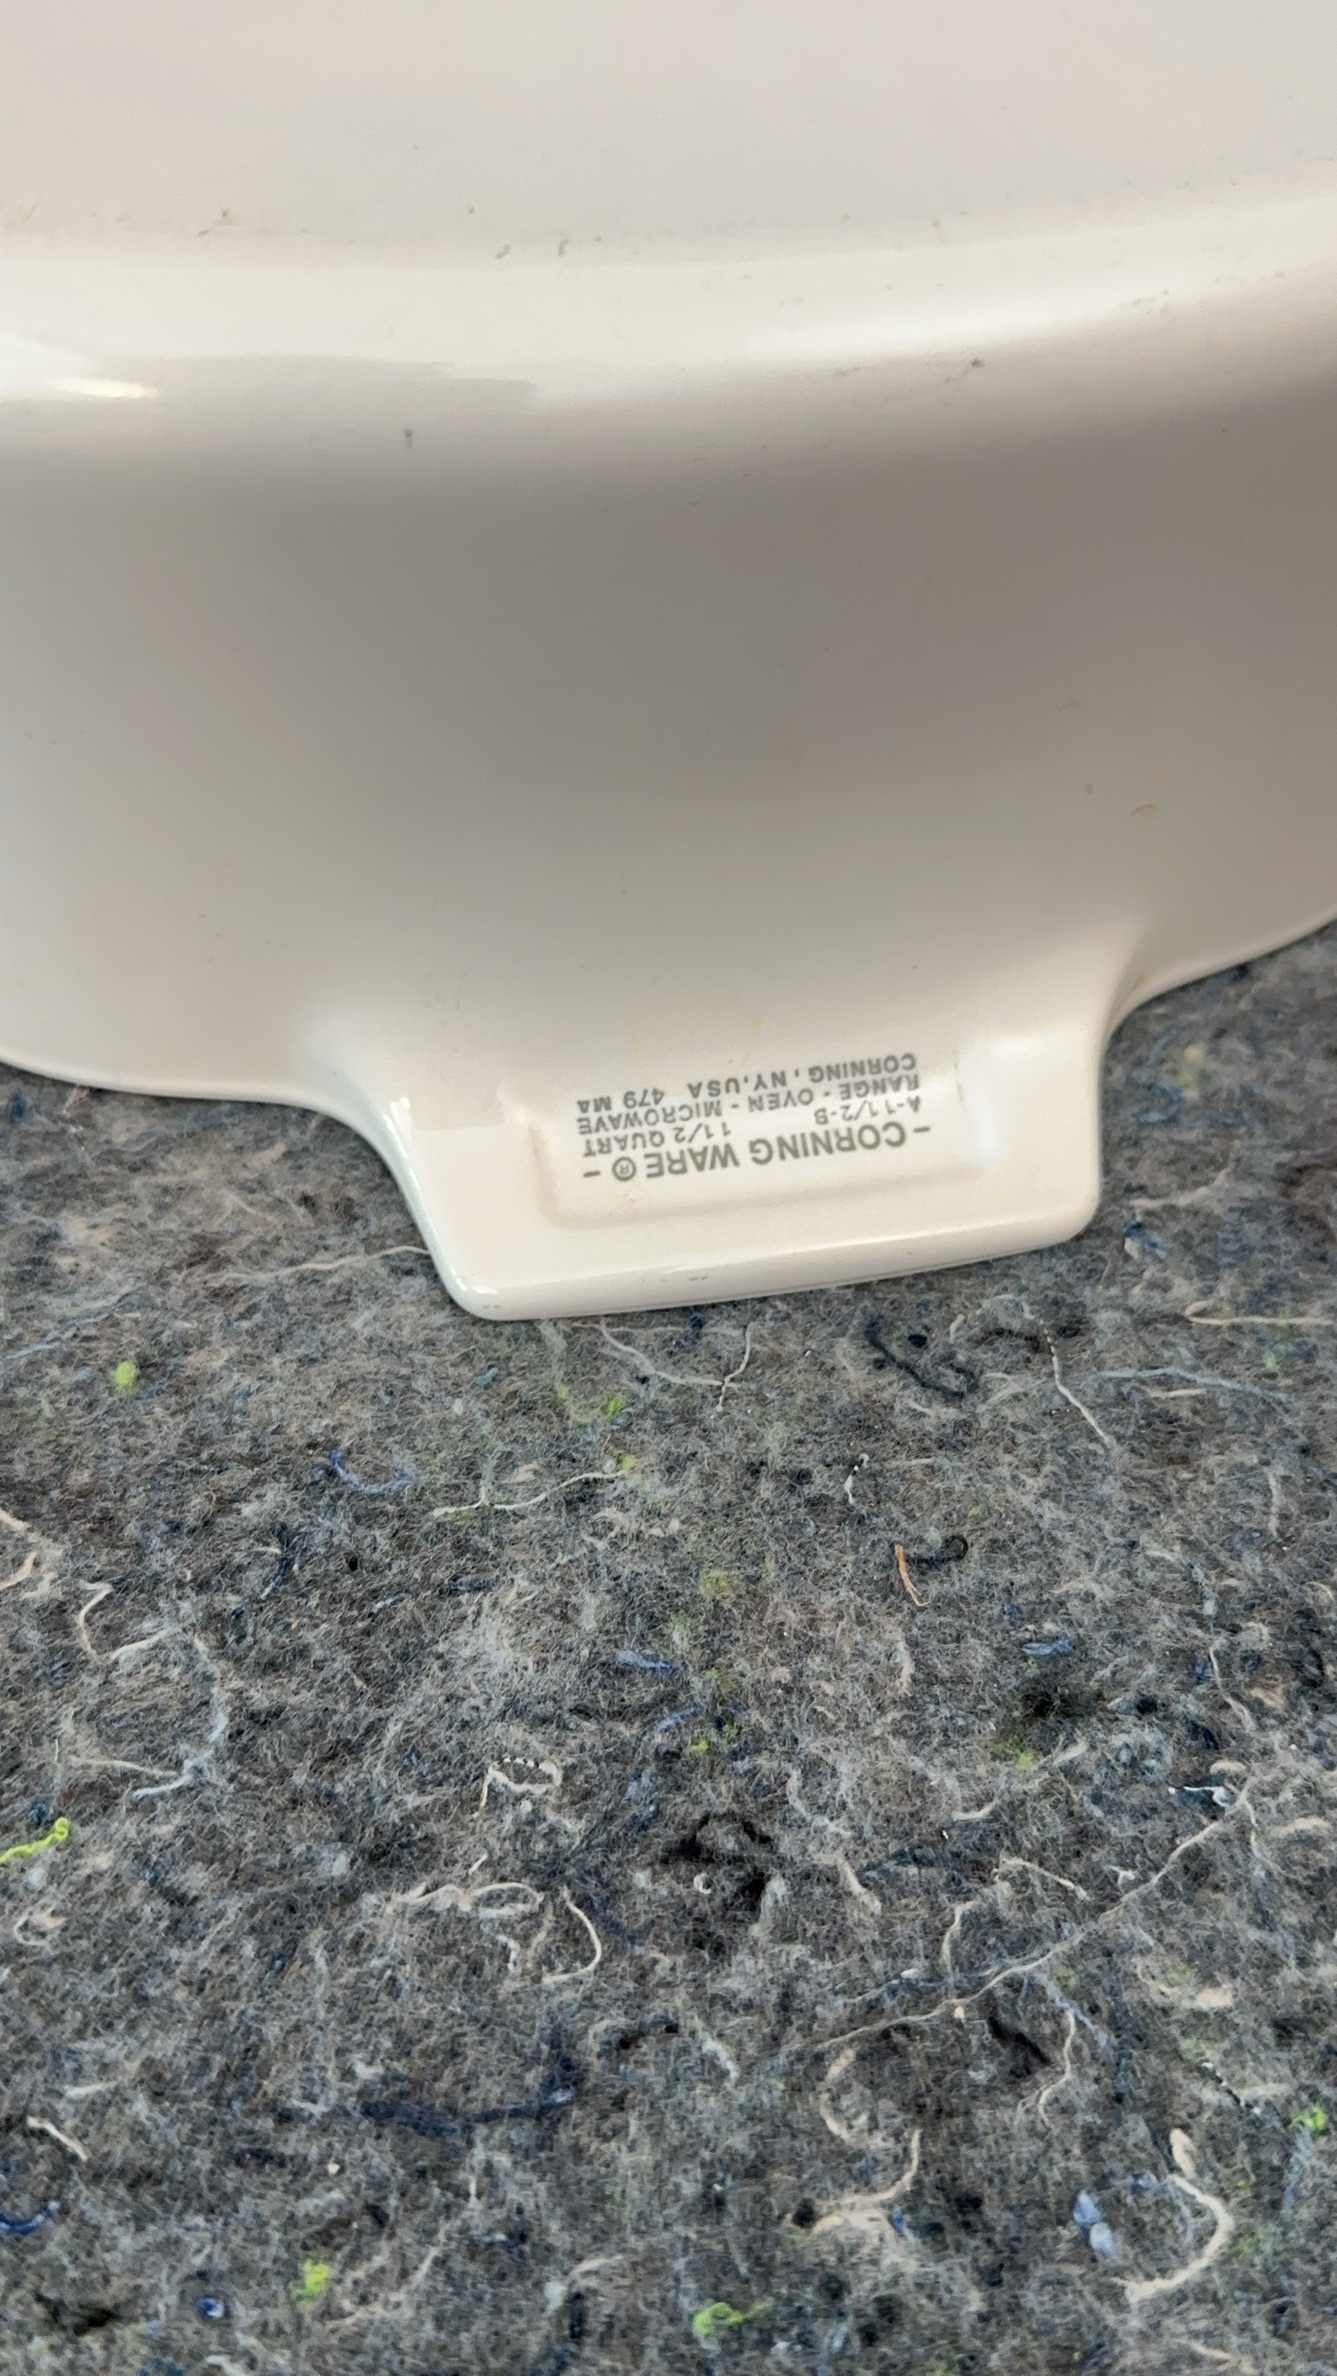 -CORNING WARE®-
A-1 1/2-B 1 1/2 QUART
RANGE - OVEN - MICROWAVE
CORNING, NY, USA 479 MA